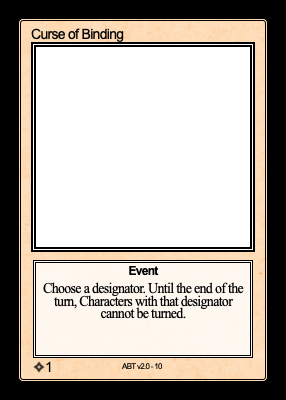 Curse of Binding
Event
Choose a designator. Until the end of the
turn, Characters with that designator
cannot be turned.
1
ABT v2.0 - 10